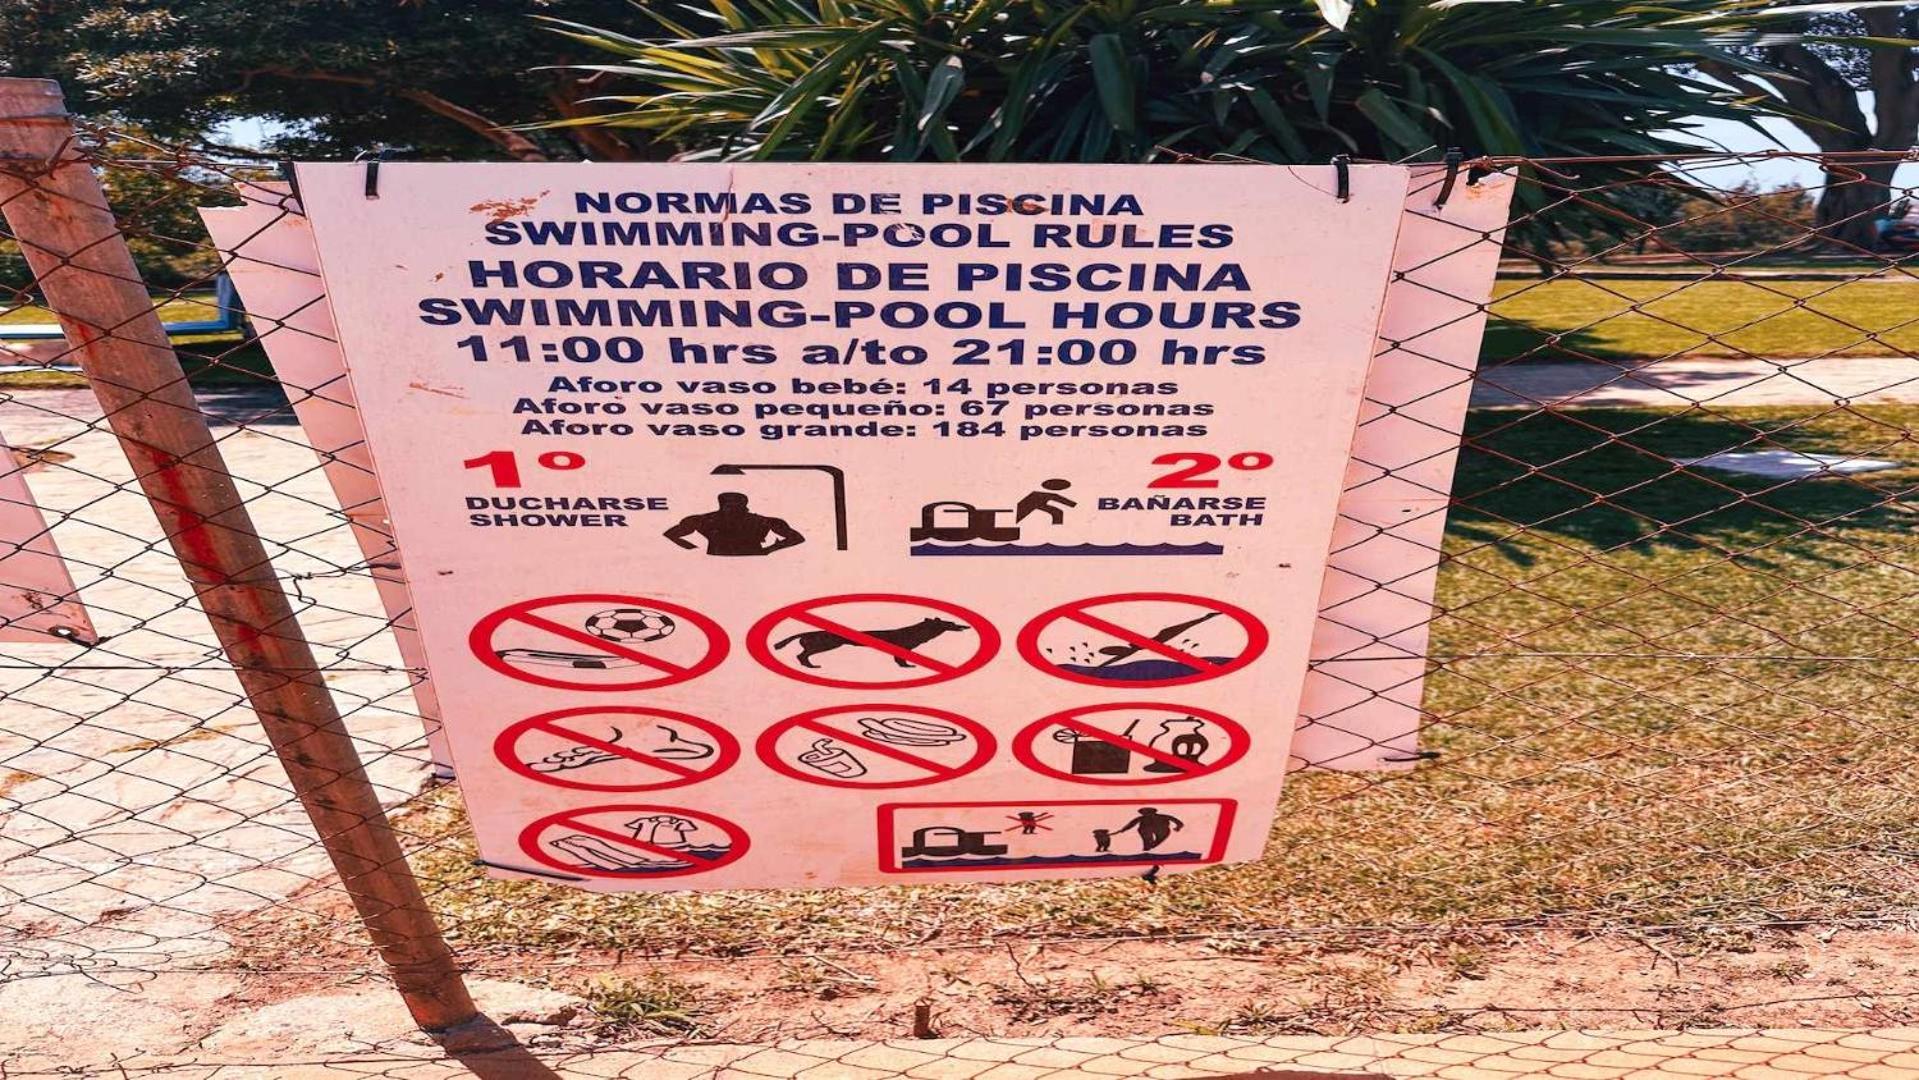 NORMAS DE PISCINA
SWIMMING-POOL RULES
HORARIO DE PISCINA
SWIMMING-POOL HOURS
11:00 hrs a/to 21:00 hrs
Aforo vaso bebé: 14 personas
Aforo vaso pequeño: 67 personas
Aforo vaso grande: 184 personas
1º
DUCHARSE
SHOWER
2º
BAÑARSE
BATH